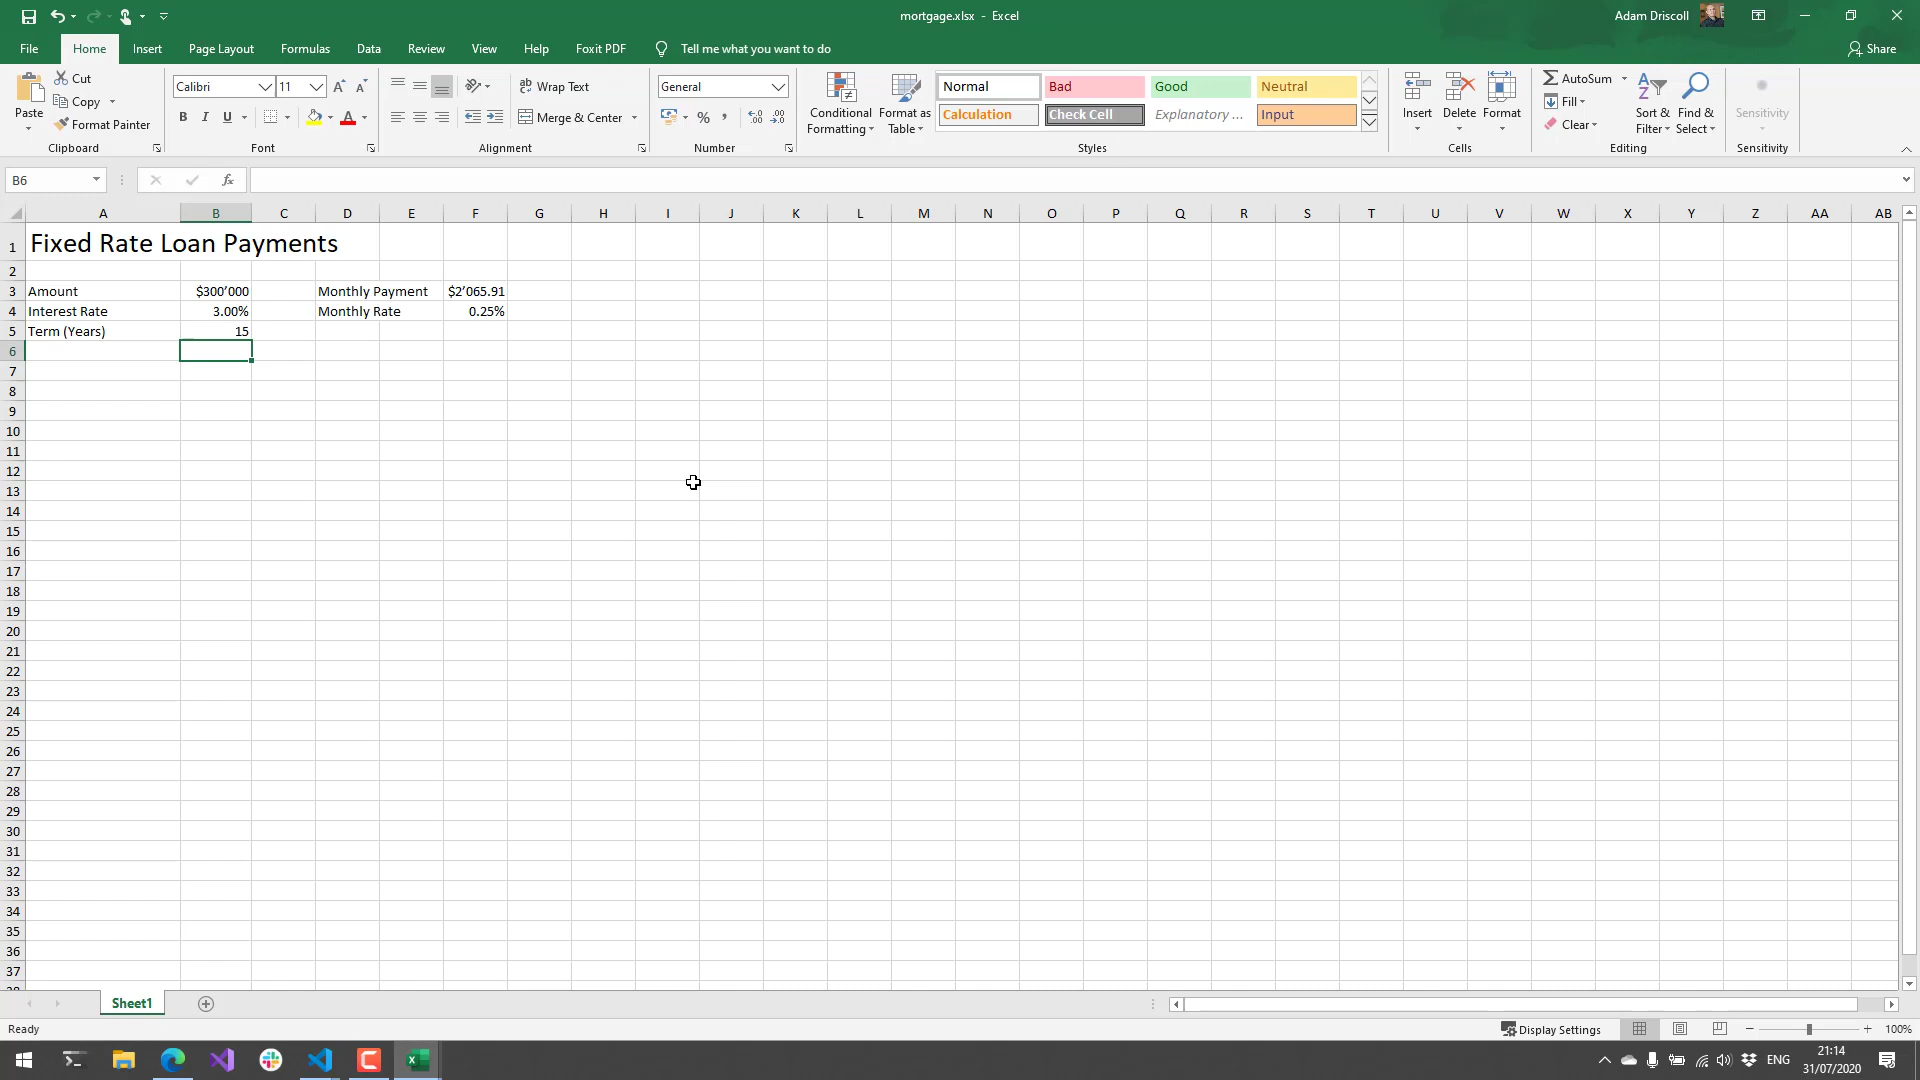 mortgage.xlsx - Excel
Adam Driscoll
File Home Insert Page Layout Formulas Data Review View Help Foxit PDF Tell me what you want to do Share
Paste
Cut
Copy
Format Painter
Clipboard
Calibri 11
B I U
Font
Wrap Text
Merge & Center
Alignment
General
%
Number
Conditional Formatting
Format as Table
Normal Bad Good Neutral
Calculation Check Cell Explanatory ... Input
Styles
Insert Delete Format
Cells
AutoSum
Fill
Clear
Sort & Filter
Find & Select
Editing
Sensitivity
Sensitivity
B6
fx
A B C D E F G H I J K L M N O P Q R S T U V W X Y Z AA AB
1 Fixed Rate Loan Payments
2
3 Amount $300’000 Monthly Payment $2’065.91
4 Interest Rate 3.00% Monthly Rate 0.25%
5 Term (Years) 15
6
7
8
9
10
11
12
13
14
15
16
17
18
19
20
21
22
23
24
25
26
27
28
29
30
31
32
33
34
35
36
37
Sheet1
Ready
Display Settings
100%
ENG
21:14
31/07/2020